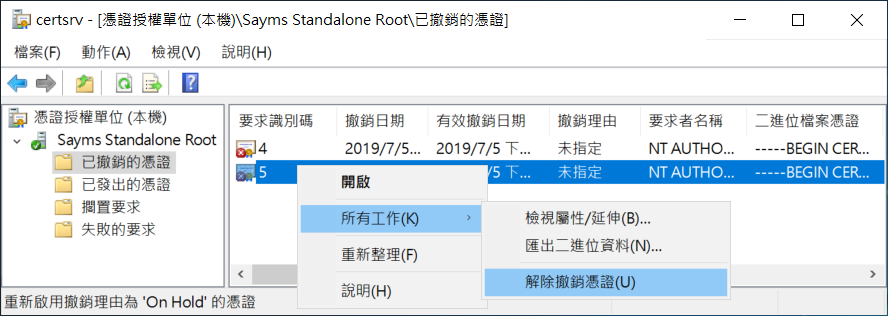 certsrv - [憑證授權單位 (本機)\Sayms Standalone Root\已撤銷的憑證]
檔案(F) 動作(A) 檢視(V) 說明(H)
憑證授權單位 (本機)
Sayms Standalone Root
已撤銷的憑證
已發出的憑證
擱置要求
失敗的要求
要求識別碼 撤銷日期 有效撤銷日期 撤銷理由 要求者名稱 二進位檔案憑證
4 2019/7/5... 2019/7/5 下... 未指定 NT AUTHO... -----BEGIN CER...
5 /7/5 下... 未指定 NT AUTHO... -----BEGIN CER...
開啟
所有工作(K)
重新整理(F)
說明(H)
檢視屬性/延伸(B)...
匯出二進位資料(N)...
解除撤銷憑證(U)
重新啟用撤銷理由為 'On Hold' 的憑證